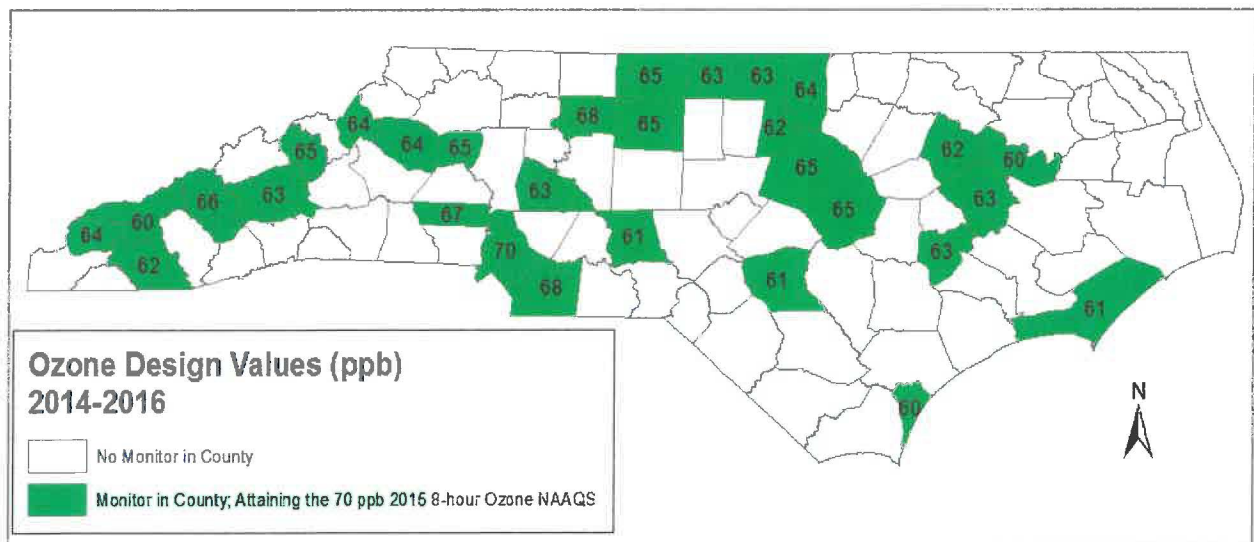 65 63 63 64
68 65 62
64 64 65
65 62 60
66 63 63 65 63
60 67 65
64 70 61 63
62 68 61 61
60
N
Ozone Design Values (ppb)
2014-2016
No Monitor in County
Monitor in County; Attaining the 70 ppb 2015 8-hour Ozone NAAQS